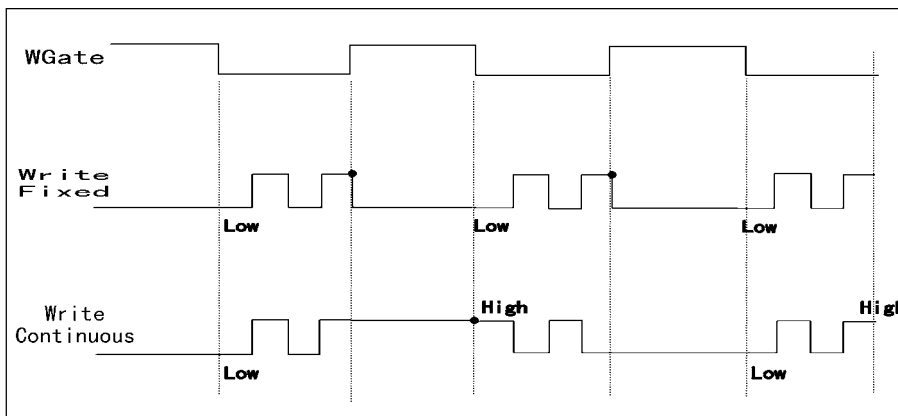 WGate
Write
Fixed
Low
Low
Low
Write
Continuous
High
High
Low
Low